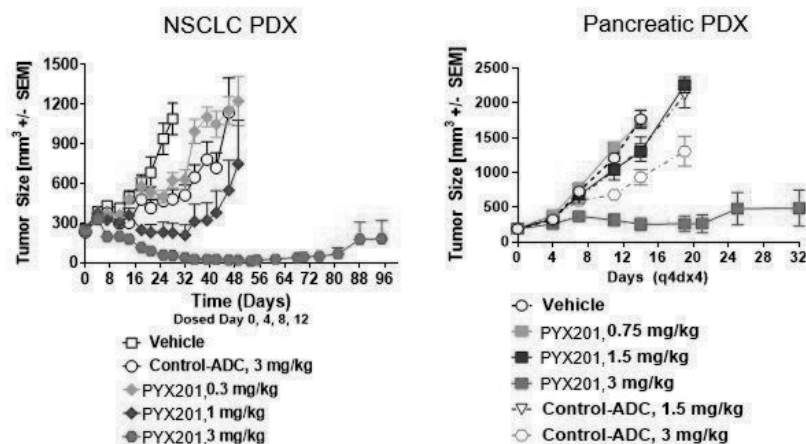 NSCLC PDX
Tumor Size [mm³ +/- SEM]
1500
1200
900
600
300
0
0 8 16 24 32 40 48 56 64 72 80 88 96
Time (Days)
Dosed Day 0, 4, 8, 12
Vehicle
Control-ADC, 3 mg/kg
PYX201, 0.3 mg/kg
PYX201, 1 mg/kg
PYX201, 3 mg/kg
Pancreatic PDX
Tumor Size [mm³ +/- SEM]
2500
2000
1500
1000
500
0
0 4 8 12 16 20 24 28 32
Days (q4dx4)
Vehicle
PYX201, 0.75 mg/kg
PYX201, 1.5 mg/kg
PYX201, 3 mg/kg
Control-ADC, 1.5 mg/kg
Control-ADC, 3 mg/kg